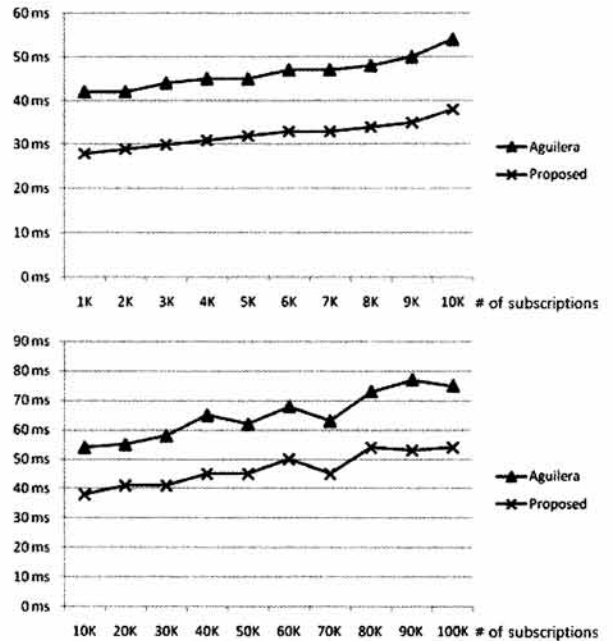 60 ms
50 ms
40 ms
30 ms
20 ms
10 ms
0 ms
Aguilera
Proposed
1K 2K 3K 4K 5K 6K 7K 8K 9K 10K # of subscriptions
90 ms
80 ms
70 ms
60 ms
50 ms
40 ms
30 ms
20 ms
10 ms
0 ms
Aguilera
Proposed
10K 20K 30K 40K 50K 60K 70K 80K 90K 100K # of subscriptions